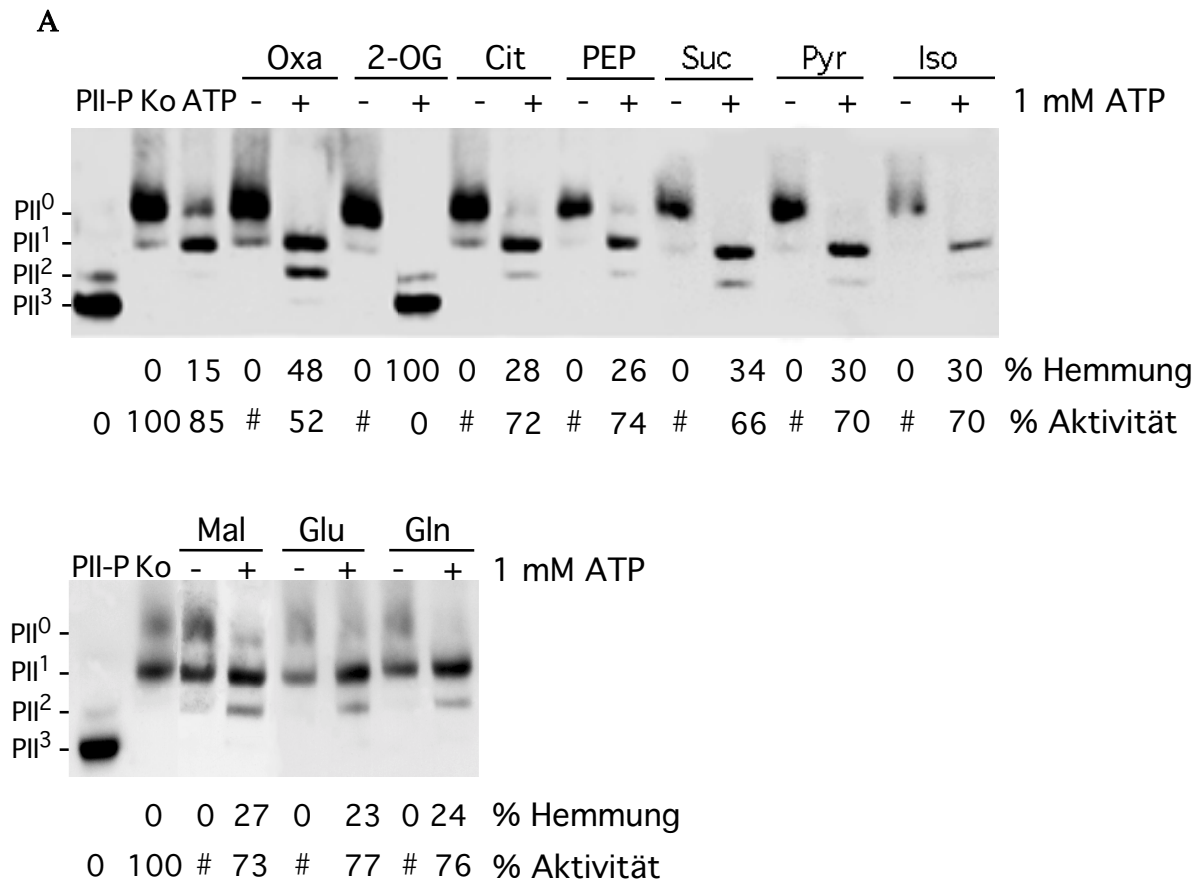 A
Oxa 2-OG Cit PEP Suc Pyr Iso
PII-P Ko ATP - + - + - + - + - + - + - + 1 mM ATP
PII0 -
PII1 -
PII2 -
PII3 -
0 15 0 48 0 100 0 28 0 26 0 34 0 30 0 30 % Hemmung
0 100 85 # 52 # 0 # 72 # 74 # 66 # 70 # 70 % Aktivität
Mal Glu Gln
PII-P Ko - + - + - + 1 mM ATP
PII0 -
PII1 -
PII2 -
PII3 -
0 0 27 0 23 0 24 % Hemmung
0 100 # 73 # 77 # 76 % Aktivität